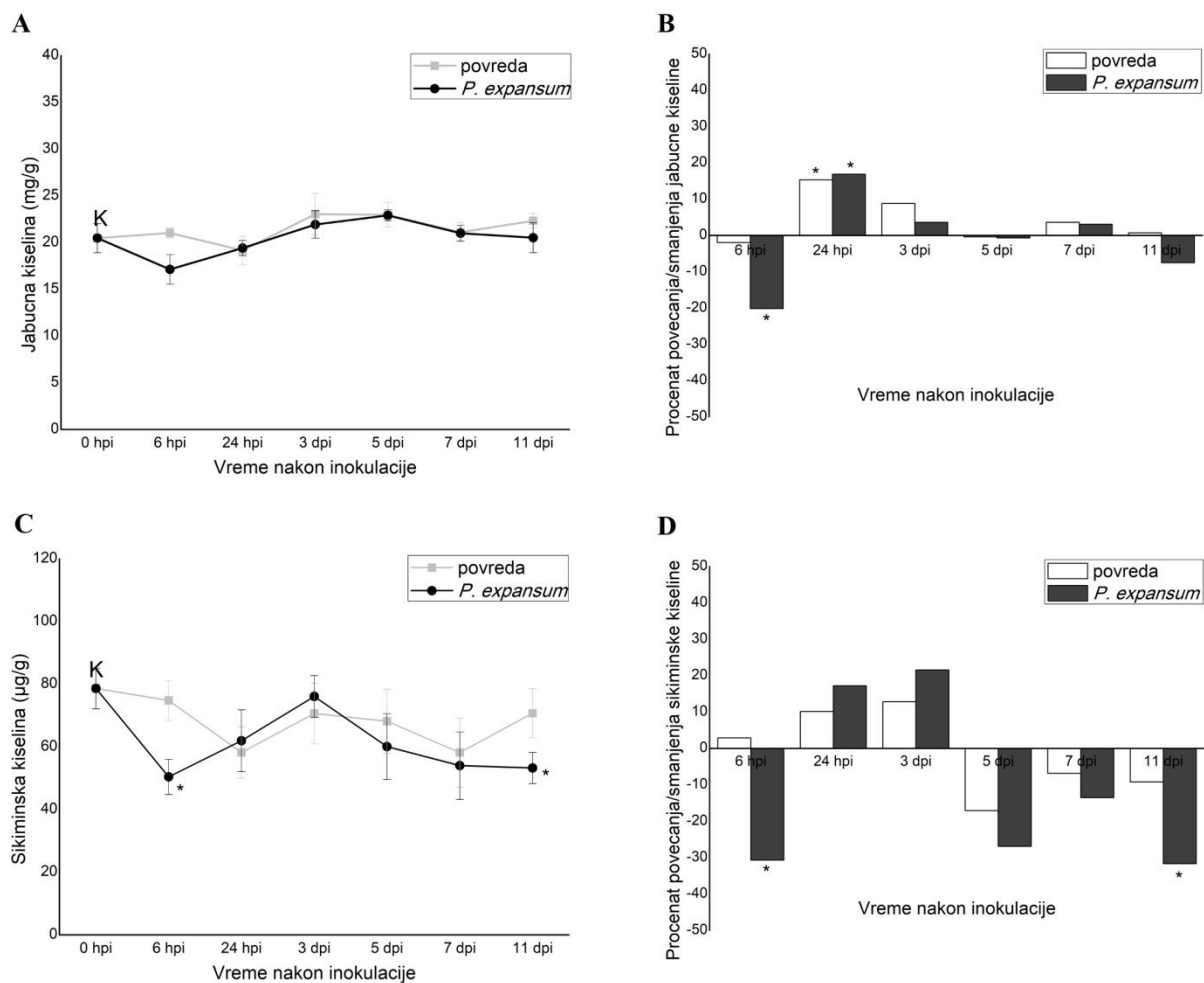 A
Jabucna kiselina (mg/g)
40
35
30
25
20
15
10
5
0
povreda
P. expansum
K
0 hpi 6 hpi 24 hpi 3 dpi 5 dpi 7 dpi 11 dpi
Vreme nakon inokulacije
B
Procenat povecanja/smanjenja jabucne kiseline
50
40
30
20
10
0
-10
-20
-30
-40
-50
povreda
P. expansum
* *
6 hpi 24 hpi 3 dpi 5 dpi 7 dpi 11 dpi
*
Vreme nakon inokulacije
C
Sikiminska kiselina (µg/g)
120
100
80
60
40
20
0
povreda
P. expansum
K
*
*
0 hpi 6 hpi 24 hpi 3 dpi 5 dpi 7 dpi 11 dpi
Vreme nakon inokulacije
D
Procenat povecanja/smanjenja sikiminske kiseline
50
40
30
20
10
0
-10
-20
-30
-40
-50
povreda
P. expansum
6 hpi 24 hpi 3 dpi 5 dpi 7 dpi 11 dpi
* *
Vreme nakon inokulacije